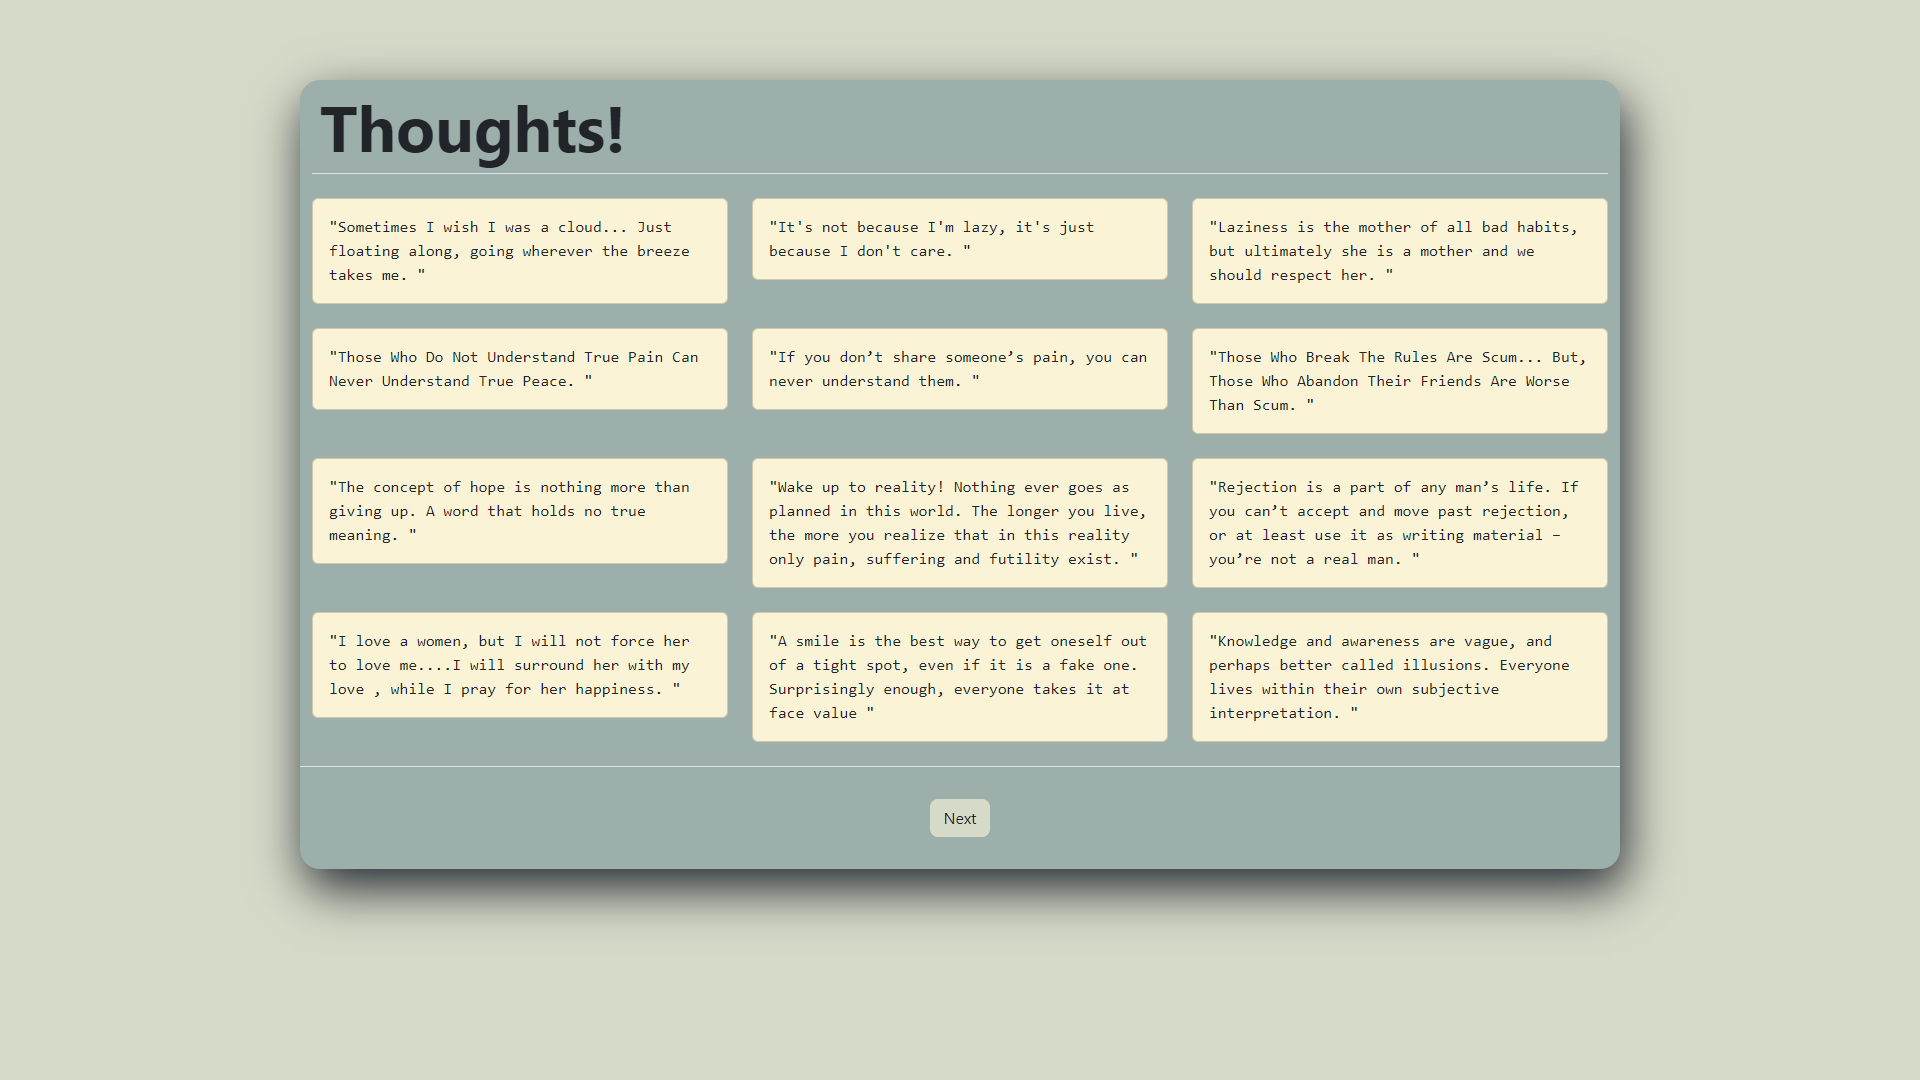 Thoughts!
"Sometimes I wish I was a cloud... Just
floating along, going wherever the breeze
takes me. "
"It's not because I'm lazy, it's just
because I don't care. "
"Laziness is the mother of all bad habits,
but ultimately she is a mother and we
should respect her. "
"Those Who Do Not Understand True Pain Can
Never Understand True Peace. "
"If you don’t share someone’s pain, you can
never understand them. "
"Those Who Break The Rules Are Scum... But,
Those Who Abandon Their Friends Are Worse
Than Scum. "
"The concept of hope is nothing more than
giving up. A word that holds no true
meaning. "
"Wake up to reality! Nothing ever goes as
planned in this world. The longer you live,
the more you realize that in this reality
only pain, suffering and futility exist. "
"Rejection is a part of any man’s life. If
you can’t accept and move past rejection,
or at least use it as writing material –
you’re not a real man. "
"I love a women, but I will not force her
to love me....I will surround her with my
love , while I pray for her happiness. "
"A smile is the best way to get oneself out
of a tight spot, even if it is a fake one.
Surprisingly enough, everyone takes it at
face value "
"Knowledge and awareness are vague, and
perhaps better called illusions. Everyone
lives within their own subjective
interpretation. "
Next